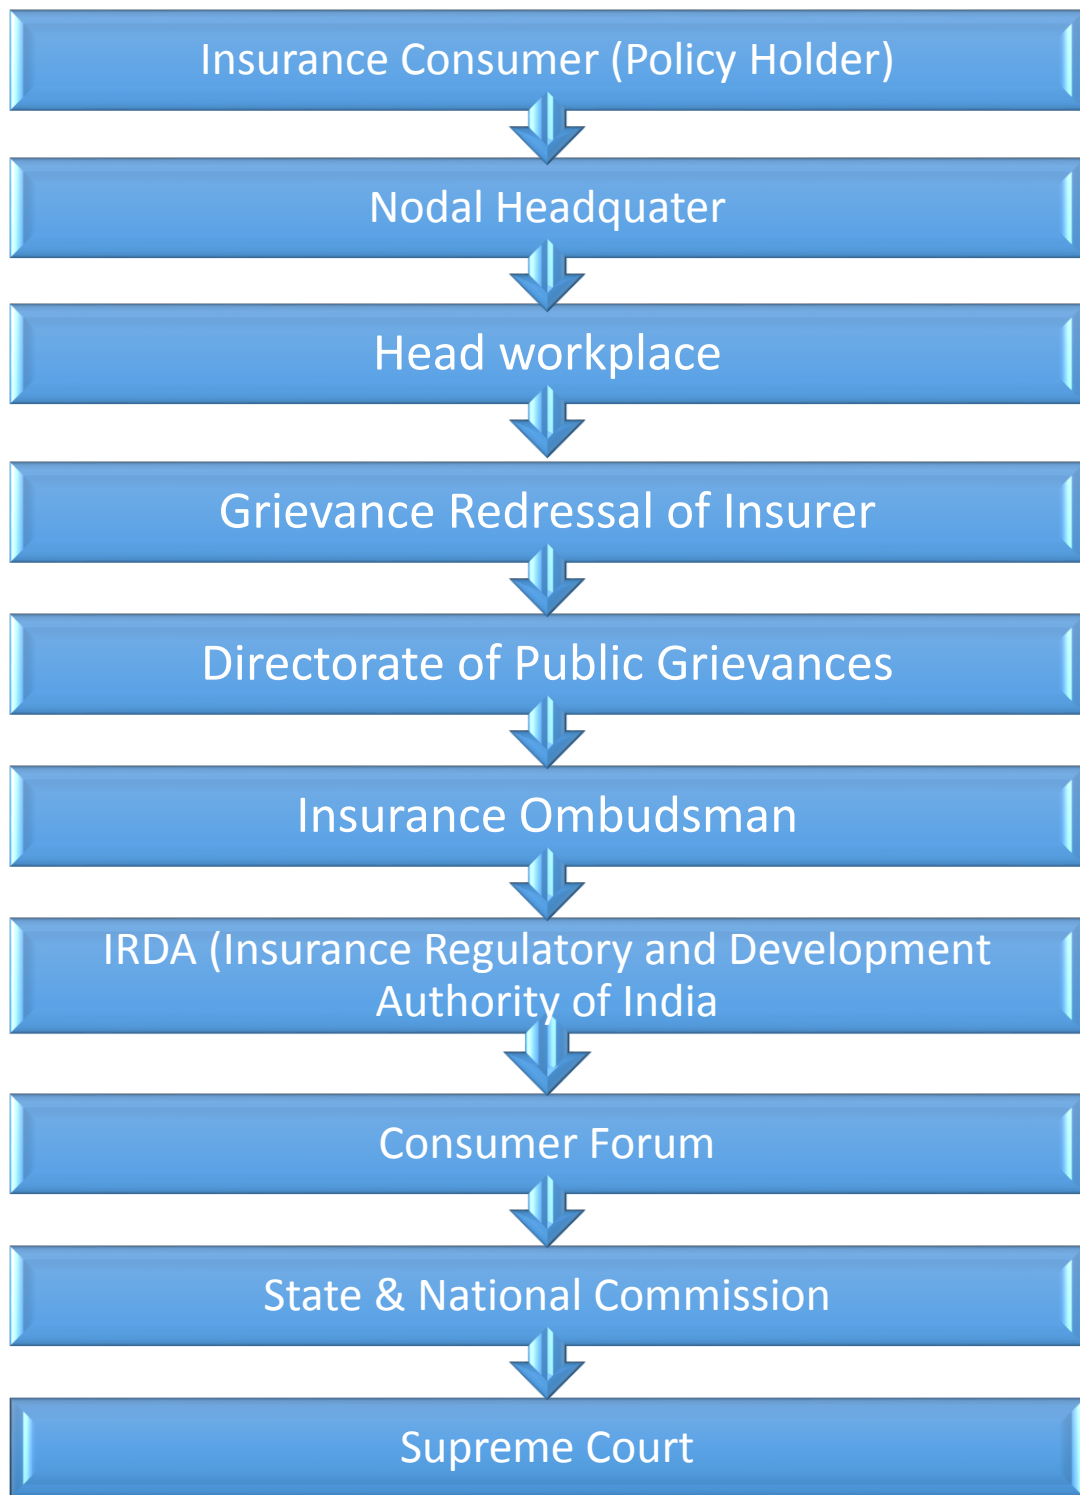 Insurance Consumer (Policy Holder)
Nodal Headquater
Head workplace
Grievance Redressal of Insurer
Directorate of Public Grievances
Insurance Ombudsman
IRDA (Insurance Regulatory and Development
Authority of India
Consumer Forum
State & National Commission
Supreme Court